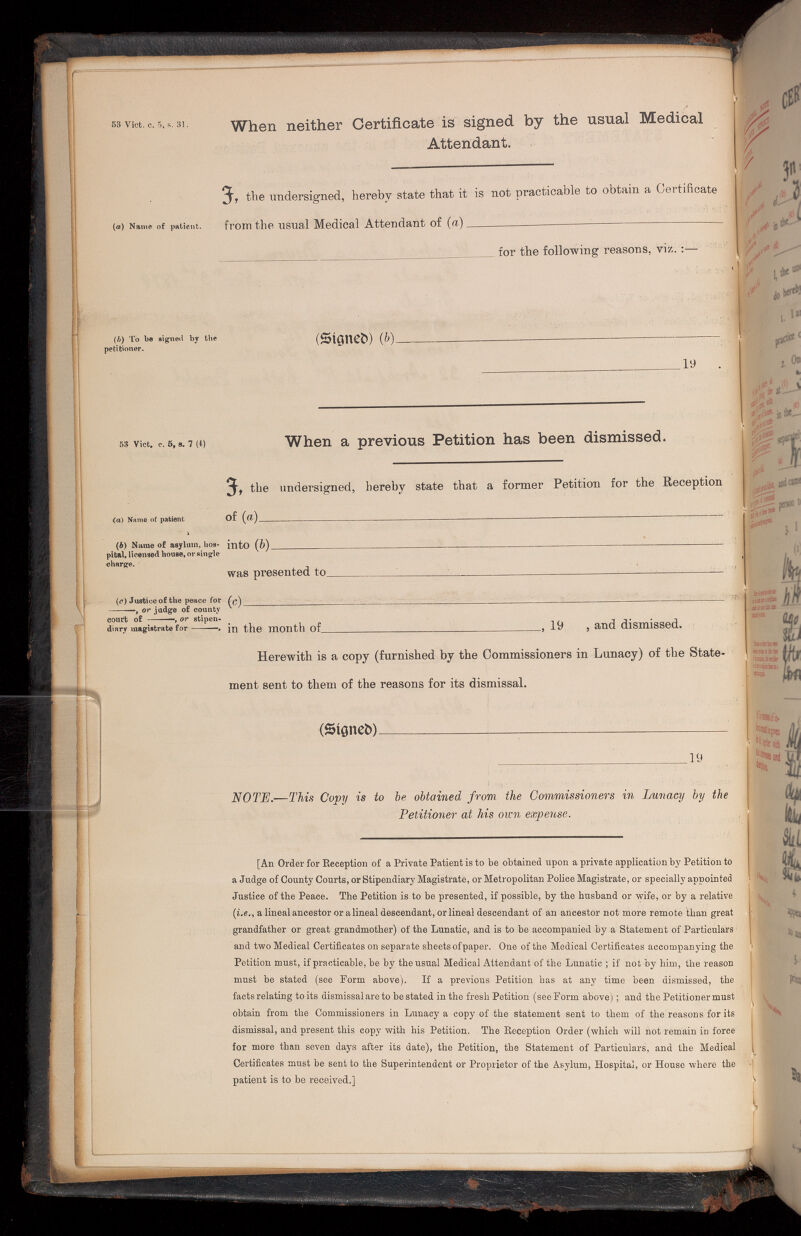 53 Vict. c. 5, s. 31.
When neither Certificate is signed by the usual Medical
Attendant.
I, the undersigned, hereby state that it is not practicable to obtain a Certificate
(a) Name of patient.
from the usual Medical Attendant of (a)
for the following reasons, viz. :—
(b) To be signed by the
petitioner.
(Signed) (b)
19 .
53 Vict. c. 5, s. 7 (4)
When a previous Petition has been dismissed.
I, the undersigned, hereby state that a former Petition for the Reception
(a) Name of patient
of (a)
(b) Name of asylum, hos-
pital, licensed house, or single
charge.
into (b)
was presented to
(c) Justice of the peace for
———, or judge of county
court of ———, or stipen-
diary magistrate for ———.
(c)
in the month of , 19 , and dismissed.
Herewith is a copy (furnished by the Commissioners in Lunacy) of the State-
ment sent to them of the reasons for its dismissal.
(Signed)
19
NOTE.—This Copy is to be obtained from the Commissioners in Lunacy by the
Petitioner at his own expense.
[An Order for Reception of a Private Patient is to be obtained upon a private application by Petition to
a Judge of County Courts, or Stipendiary Magistrate, or Metropolitan Police Magistrate, or specially appointed
Justice of the Peace. The Petition is to be presented, if possible, by the husband or wife, or by a relative
(i.e., a lineal ancestor or a lineal descendant, or lineal descendant of an ancestor not more remote than great
grandfather or great grandmother) of the Lunatic, and is to be accompanied by a Statement of Particulars
and two Medical Certificates on separate sheets of paper. One of the Medical Certificates accompanying the
Petition must, if practicable, be by the usual Medical Attendant of the Lunatic ; if not by him, the reason
must be stated (see Form above). If a previous Petition has at any time been dismissed, the
facts relating to its dismissal are to be stated in the fresh Petition (see Form above) ; and the Petitioner must
obtain from the Commissioners in Lunacy a copy of the statement sent to them of the reasons for its
dismissal, and present this copy with his Petition. The Reception Order (which will not remain in force
for more than seven days after its date), the Petition, the Statement of Particulars, and the Medical
Certificates must be sent to the Superintendent or Proprietor of the Asylum, Hospital, or House where the
patient is to be received.]